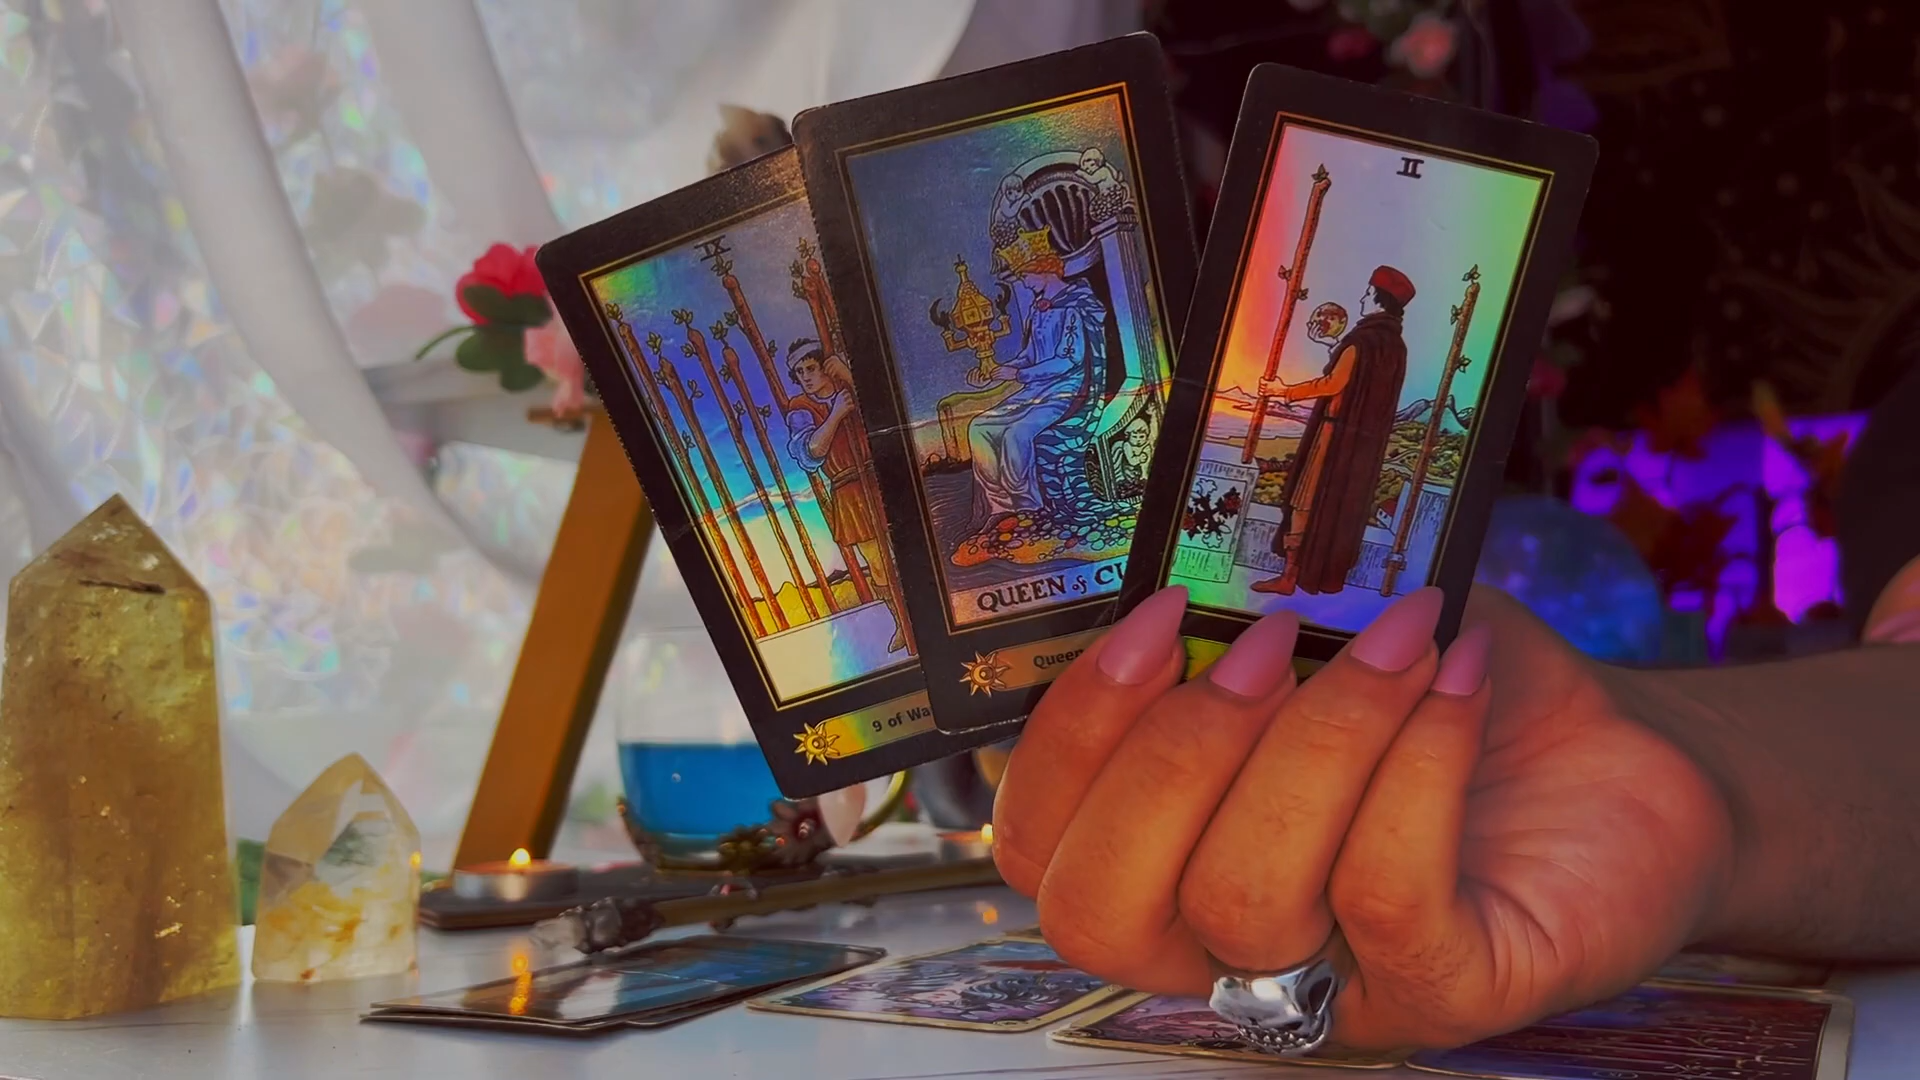 IX
9 of Wa
QUEEN of CU
Queen
II